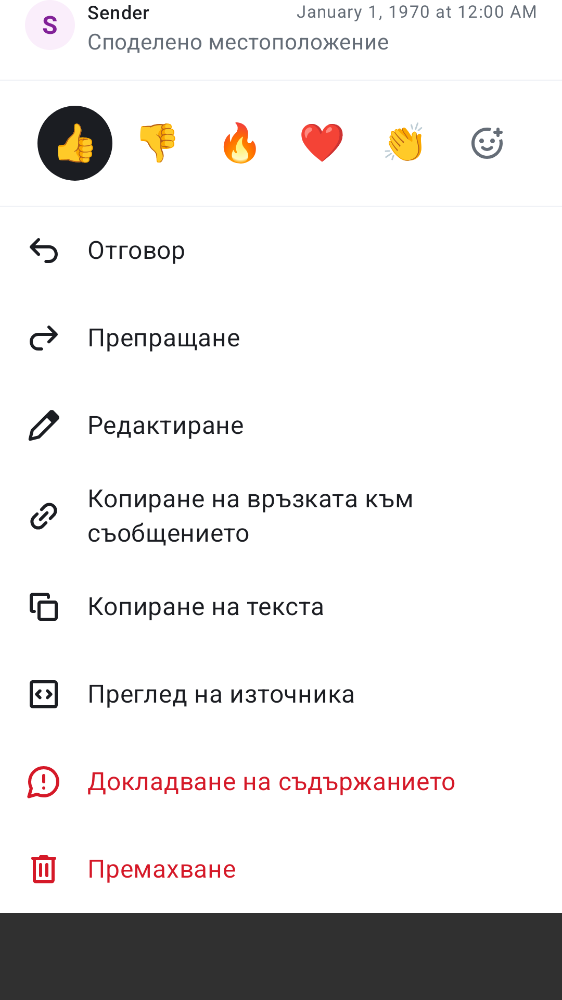 S
Sender
January 1, 1970 at 12:00 AM
Споделено местоположение
Отговор
Препращане
Редактиране
Копиране на връзката към
съобщението
Копиране на текста
Преглед на източника
Докладване на съдържанието
Премахване